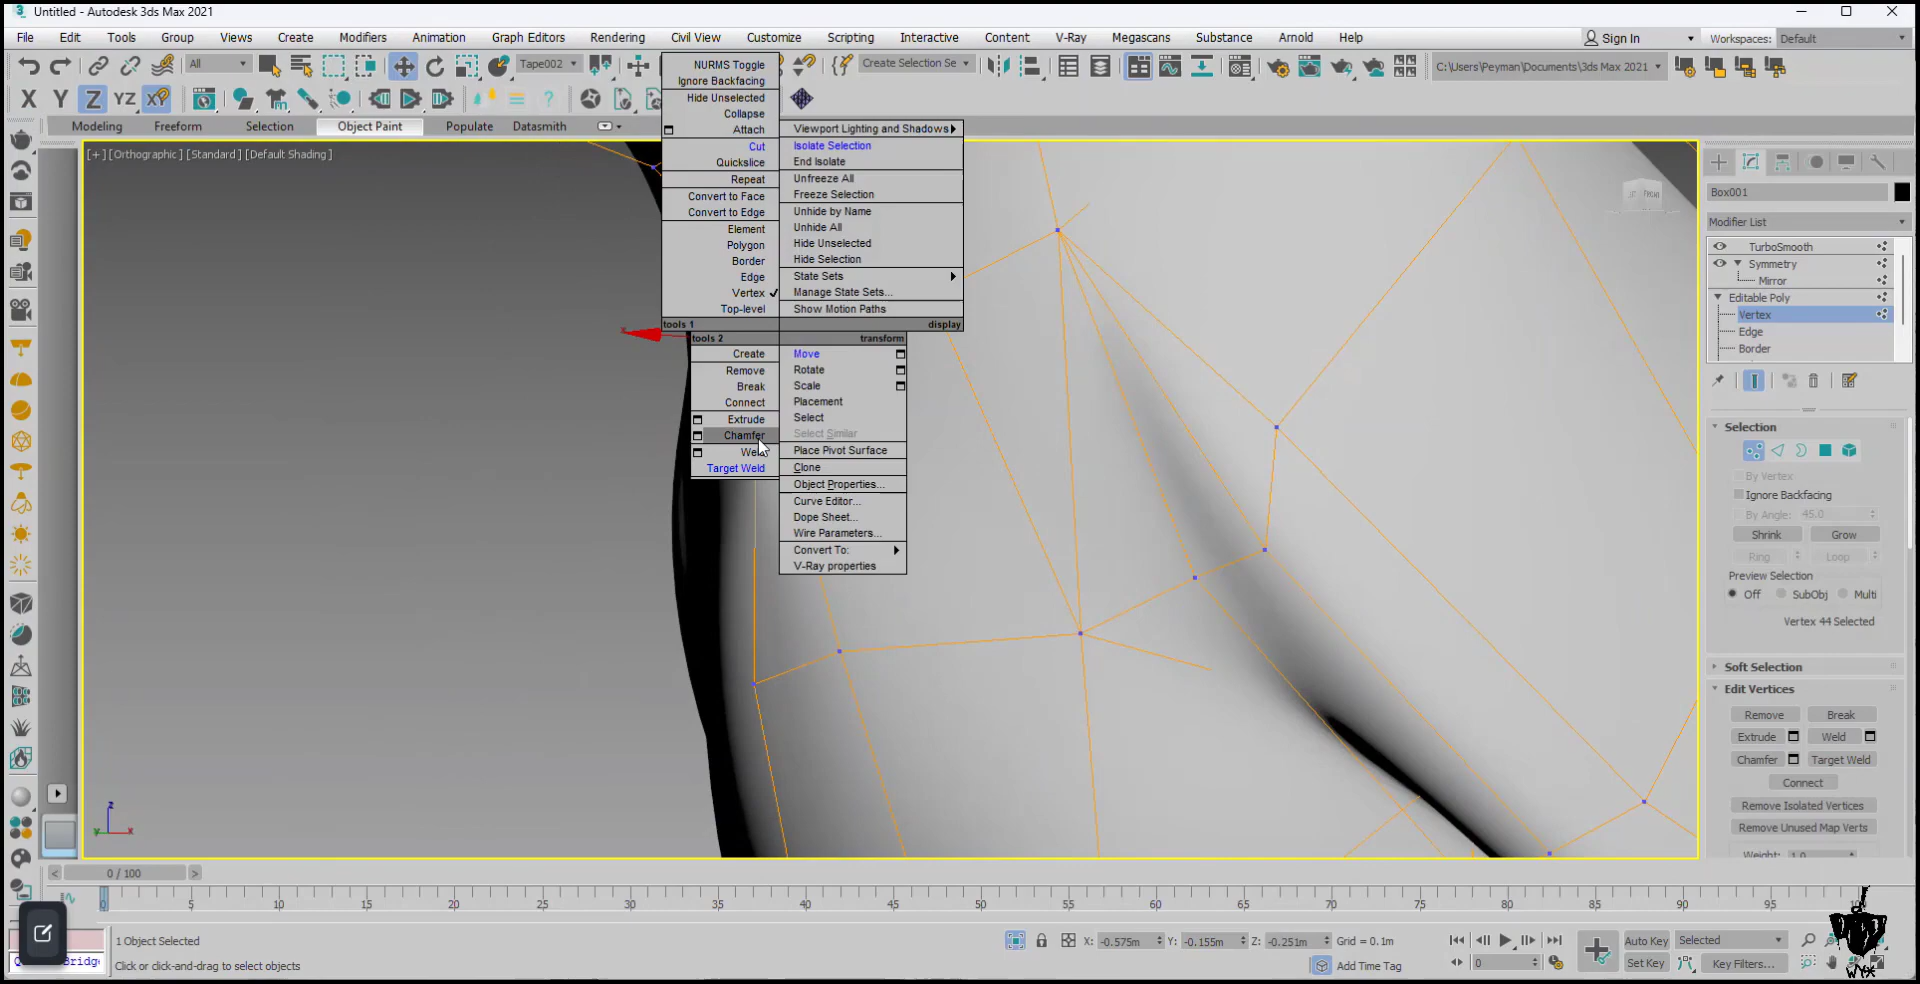 Untitled - Autodesk 3ds Max 2021
File Edit Tools Group Views Create Modifiers Animation Graph Editors Rendering Civil View Customize Scripting Interactive Content V-Ray Megascans Substance Arnold Help
Sign In
Workspaces: Default
All
Tape002
Create Selection Se
C:\Users\Peyman\Documents\3ds Max 2021
X Y Z YZ XY
Modeling Freeform Selection Object Paint Populate Datasmith
[+] [Orthographic] [Standard] [Default Shading]
NURMS Toggle
Ignore Backfacing
Hide Unselected
Collapse
Attach
Cut
Quickslice
Repeat
Convert to Face
Convert to Edge
Element
Polygon
Border
Edge
Vertex
Top-level
tools 1
Viewport Lighting and Shadows
Isolate Selection
End Isolate
Unfreeze All
Freeze Selection
Unhide by Name
Unhide All
Hide Unselected
Hide Selection
State Sets
Manage State Sets...
Show Motion Paths
display
tools 2
Create
Remove
Break
Connect
Extrude
Chamfer
Target Weld
transform
Move
Rotate
Scale
Placement
Select
Select Similar
Place Pivot Surface
Clone
Object Properties...
Curve Editor...
Dope Sheet...
Wire Parameters...
Convert To:
V-Ray properties
x
FRONT
z
y x
Box001
Modifier List
TurboSmooth
Symmetry
Mirror
Editable Poly
Vertex
Edge
Border
Selection
By Vertex
Ignore Backfacing
By Angle: 45.0
Shrink Grow
Ring Loop
Preview Selection
Off SubObj Multi
Vertex 44 Selected
Soft Selection
Edit Vertices
Remove Break
Extrude Weld
Chamfer Target Weld
Connect
Remove Isolated Vertices
Remove Unused Map Verts
Weight: 1.0
< 0 / 100 >
0 5 10 15 20 25 30 35 40 45 50 55 60 65 70 75 80 85 90 95
1 Object Selected
Click or click-and-drag to select objects
X: -0.575m Y: -0.155m Z: -0.251m Grid = 0.1m
Add Time Tag
0
Auto Key Selected
Set Key Key Filters...